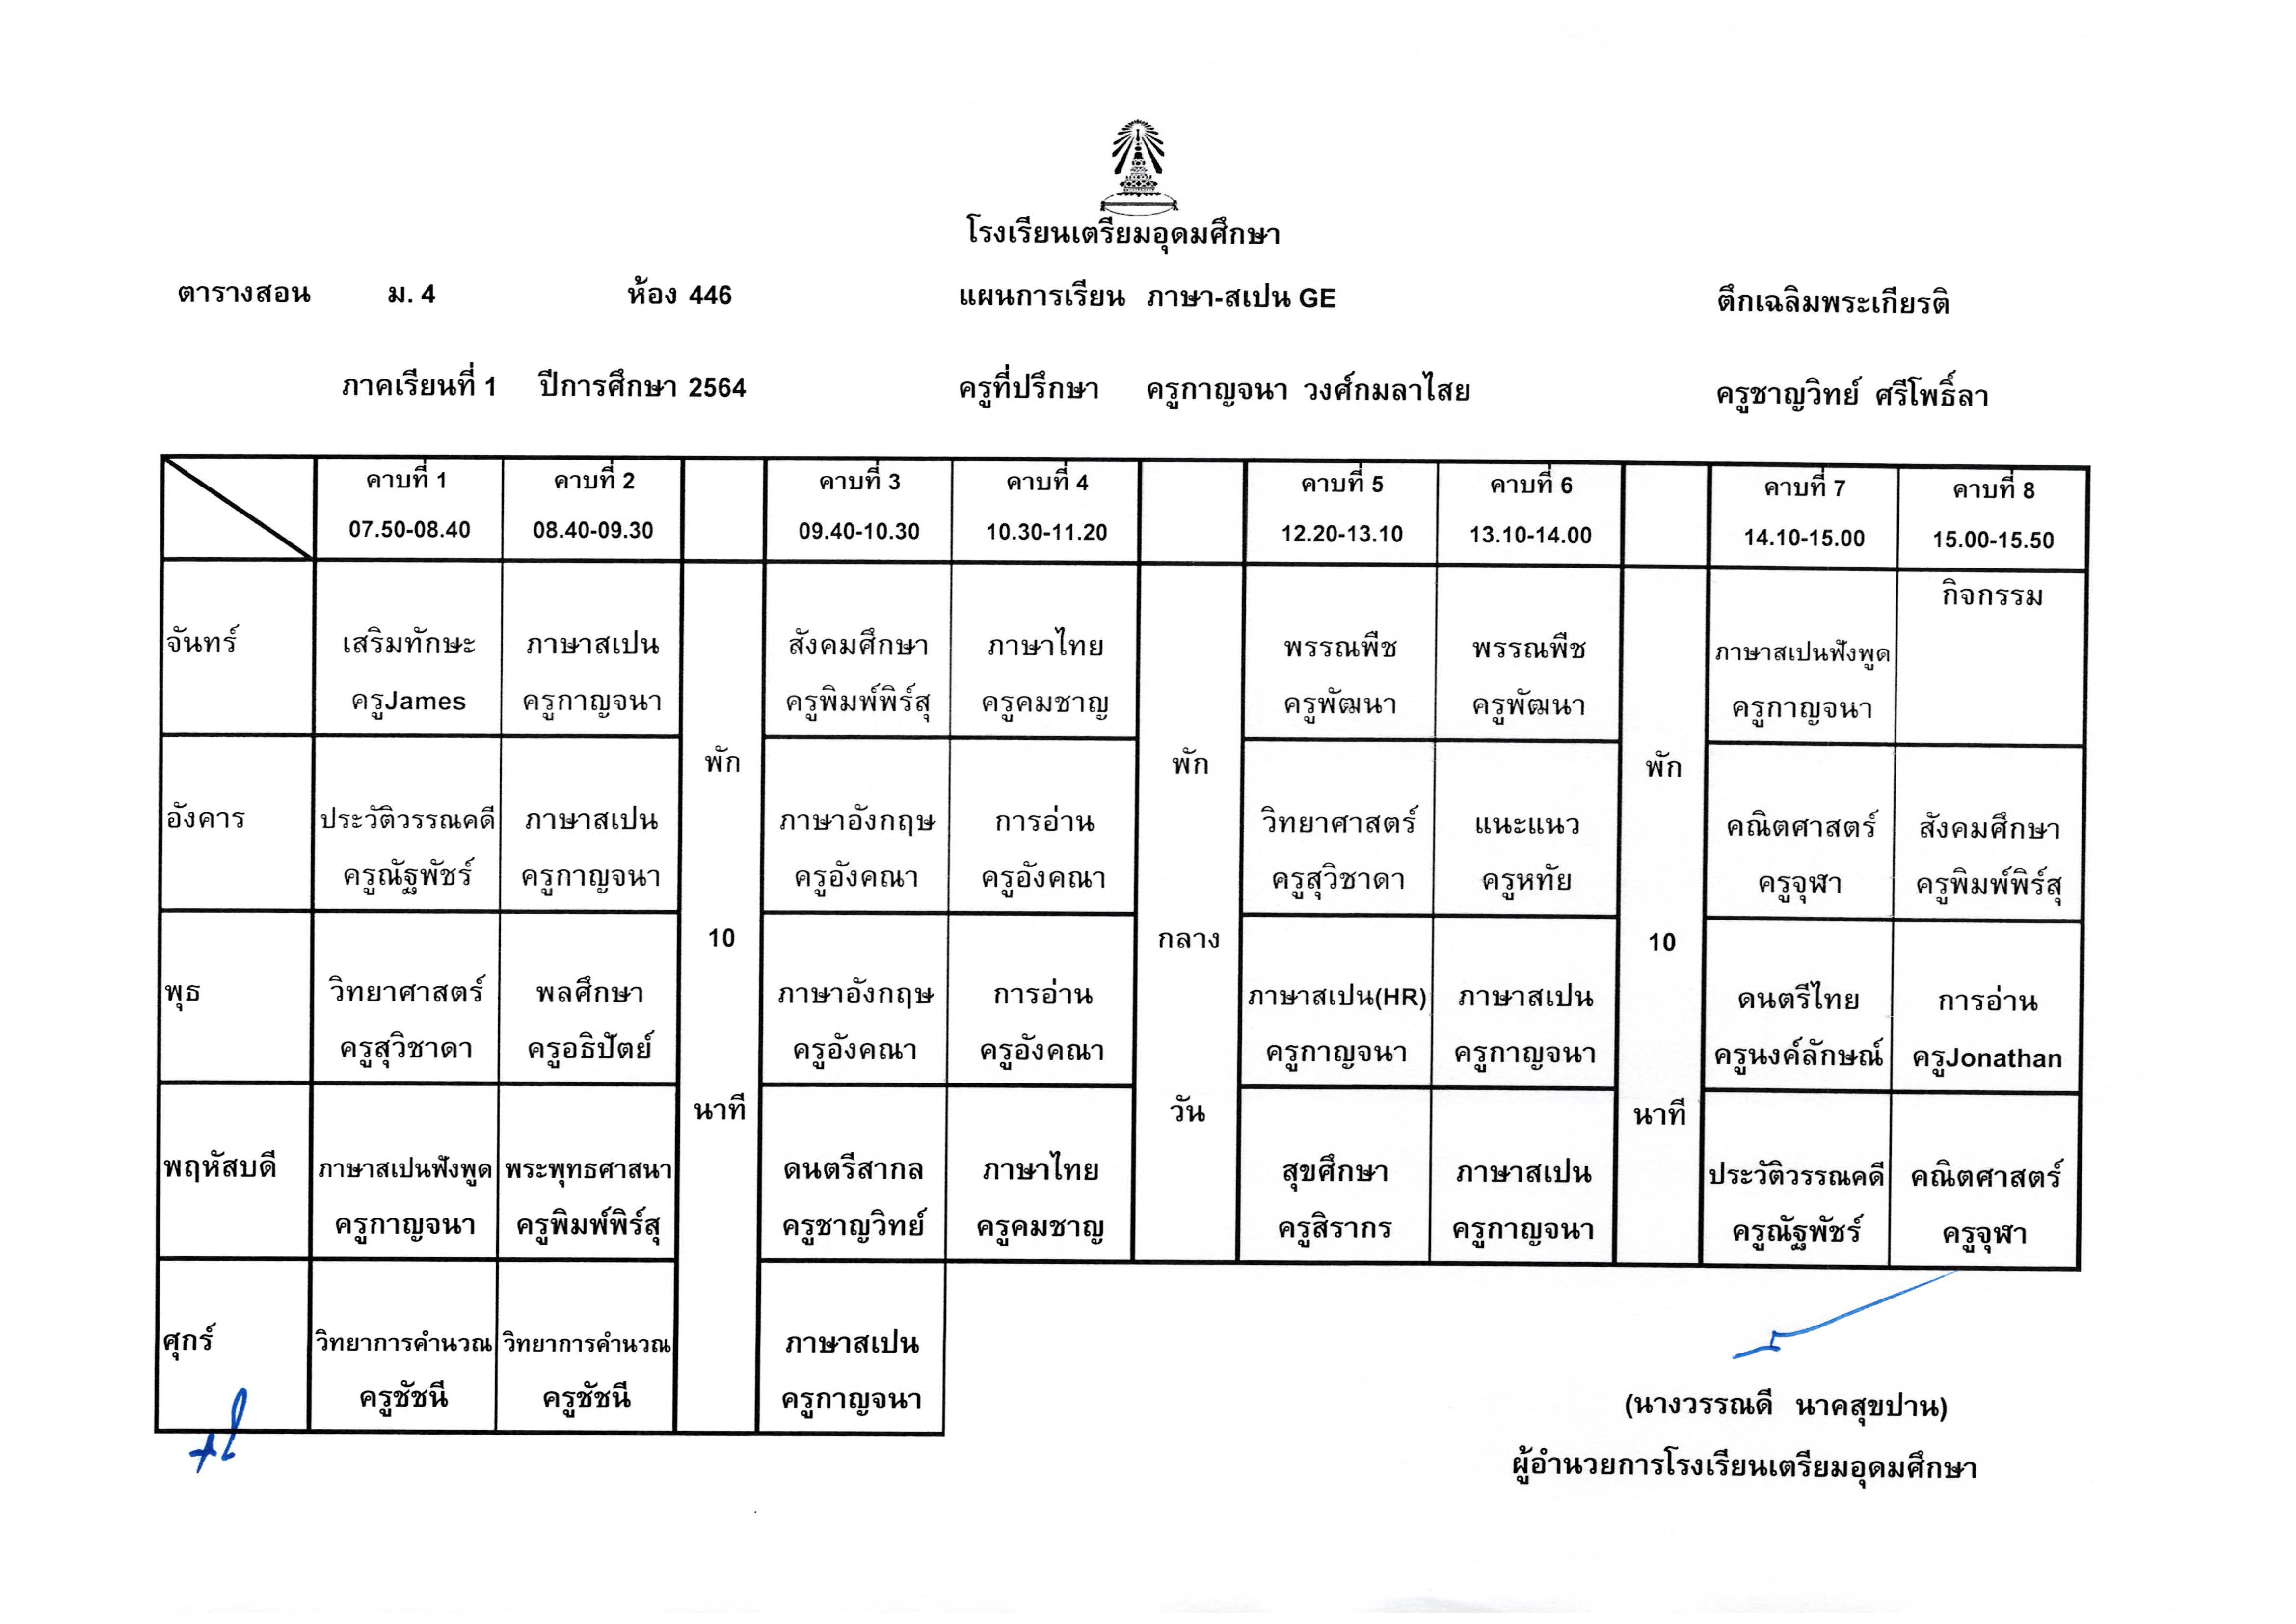 โรงเรียนเตรียมอุดมศึกษา
ตารางสอน ม. 4 ห้อง 446 แผนการเรียน ภาษา-สเปน GE ตึกเฉลิมพระเกียรติ
ภาคเรียนที่ 1 ปีการศึกษา 2564 ครูที่ปรึกษา ครูกาญจนา วงศ์กมลาไสย ครูชาญวิทย์ ศรีโพธิ์ลา
คาบที่ 1 คาบที่ 2 คาบที่ 3 คาบที่ 4 คาบที่ 5 คาบที่ 6 คาบที่ 7 คาบที่ 8
07.50-08.40 08.40-09.30 09.40-10.30 10.30-11.20 12.20-13.10 13.10-14.00 14.10-15.00 15.00-15.50
กิจกรรม
จันทร์ เสริมทักษะ ภาษาสเปน สังคมศึกษา ภาษาไทย พรรณพืช พรรณพืช ภาษาสเปนฟังพูด
ครูJames ครูกาญจนา ครูพิมพ์พิร์สุ ครูคมชาญ ครูพัฒนา ครูพัฒนา ครูกาญจนา
พัก พัก พัก
อังคาร ประวัติวรรณคดี ภาษาสเปน ภาษาอังกฤษ การอ่าน วิทยาศาสตร์ แนะแนว คณิตศาสตร์ สังคมศึกษา
ครูณัฐพัชร์ ครูกาญจนา ครูอังคณา ครูอังคณา ครูสุวิชาดา ครูหทัย ครูจุฬา ครูพิมพ์พิร์สุ
10 กลาง 10
พุธ วิทยาศาสตร์ พลศึกษา ภาษาอังกฤษ การอ่าน ภาษาสเปน(HR) ภาษาสเปน ดนตรีไทย การอ่าน
ครูสุวิชาดา ครูอธิปัตย์ ครูอังคณา ครูอังคณา ครูกาญจนา ครูกาญจนา ครูนงค์ลักษณ์ ครูJonathan
นาที วัน นาที
พฤหัสบดี ภาษาสเปนฟังพูด พระพุทธศาสนา ดนตรีสากล ภาษาไทย สุขศึกษา ภาษาสเปน ประวัติวรรณคดี คณิตศาสตร์
ครูกาญจนา ครูพิมพ์พิร์สุ ครูชาญวิทย์ ครูคมชาญ ครูสิรากร ครูกาญจนา ครูณัฐพัชร์ ครูจุฬา
ศุกร์ วิทยาการคำนวณ วิทยาการคำนวณ ภาษาสเปน
ครูชัชนี ครูชัชนี ครูกาญจนา
(นางวรรณดี นาคสุขปาน)
ผู้อำนวยการโรงเรียนเตรียมอุดมศึกษา